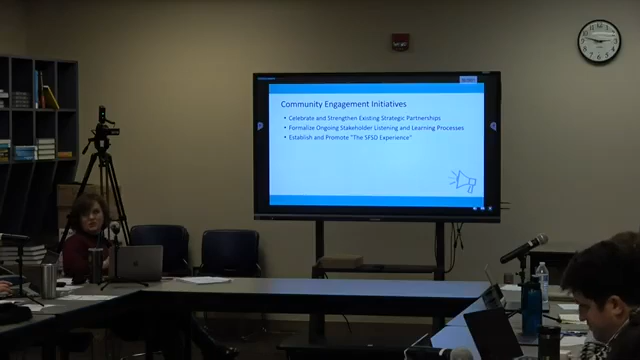 Community Engagement Initiatives
• Celebrate and Strengthen Existing Strategic Partnerships
• Formalize Ongoing Stakeholder Listening and Learning Processes
• Establish and Promote "The SFSD Experience"